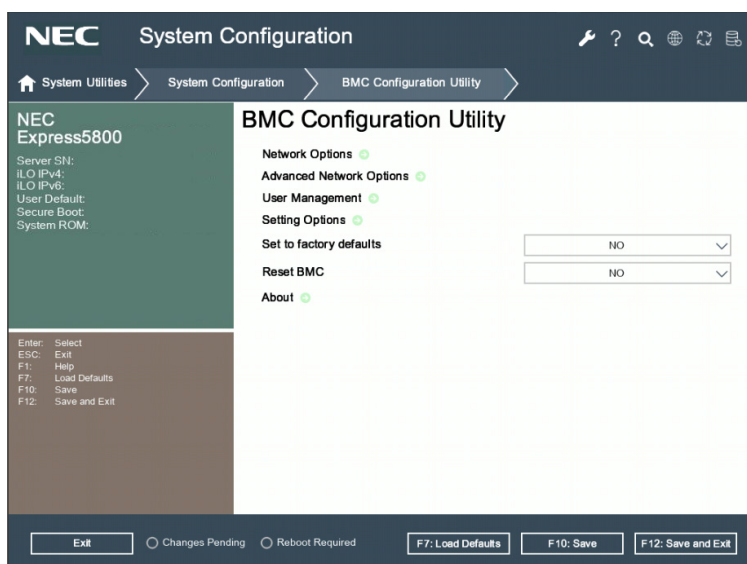 NEC System Configuration
?
System Utilities System Configuration BMC Configuration Utility
NEC
Express5800
Server SN:
iLO IPv4:
iLO IPv6:
User Default:
Secure Boot:
System ROM:
Enter: Select
ESC: Exit
F1: Help
F7: Load Defaults
F10: Save
F12: Save and Exit
BMC Configuration Utility
Network Options
Advanced Network Options
User Management
Setting Options
Set to factory defaults NO
Reset BMC NO
About
Exit Changes Pending Reboot Required F7: Load Defaults F10: Save F12: Save and Exit